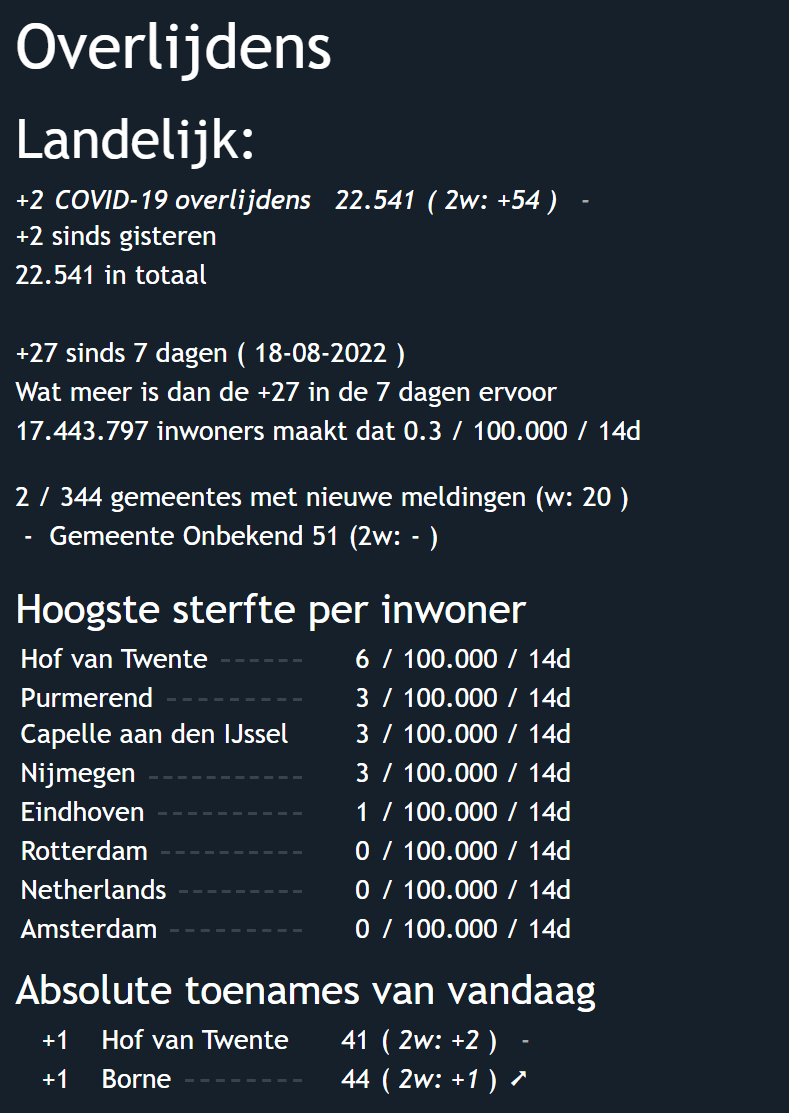 Overlijdens
Landelijk:
+2 COVID-19 overlijdens 22.541 ( 2w: +54 ) -
+2 sinds gisteren
22.541 in totaal
+27 sinds 7 dagen ( 18-08-2022 )
Wat meer is dan de +27 in de 7 dagen ervoor
17.443.797 inwoners maakt dat 0.3 / 100.000 / 14d
2 / 344 gemeentes met nieuwe meldingen (w: 20 )
- Gemeente Onbekend 51 (2w: - )
Hoogste sterfte per inwoner
Hof van Twente ------ 6 / 100.000 / 14d
Purmerend --------- 3 / 100.000 / 14d
Capelle aan den IJssel 3 / 100.000 / 14d
Nijmegen ---------- 3 / 100.000 / 14d
Eindhoven ---------- 1 / 100.000 / 14d
Rotterdam ---------- 0 / 100.000 / 14d
Netherlands --------- 0 / 100.000 / 14d
Amsterdam --------- 0 / 100.000 / 14d
Absolute toenames van vandaag
+1 Hof van Twente 41 ( 2w: +2 ) -
+1 Borne -------- 44 ( 2w: +1 ) ➚